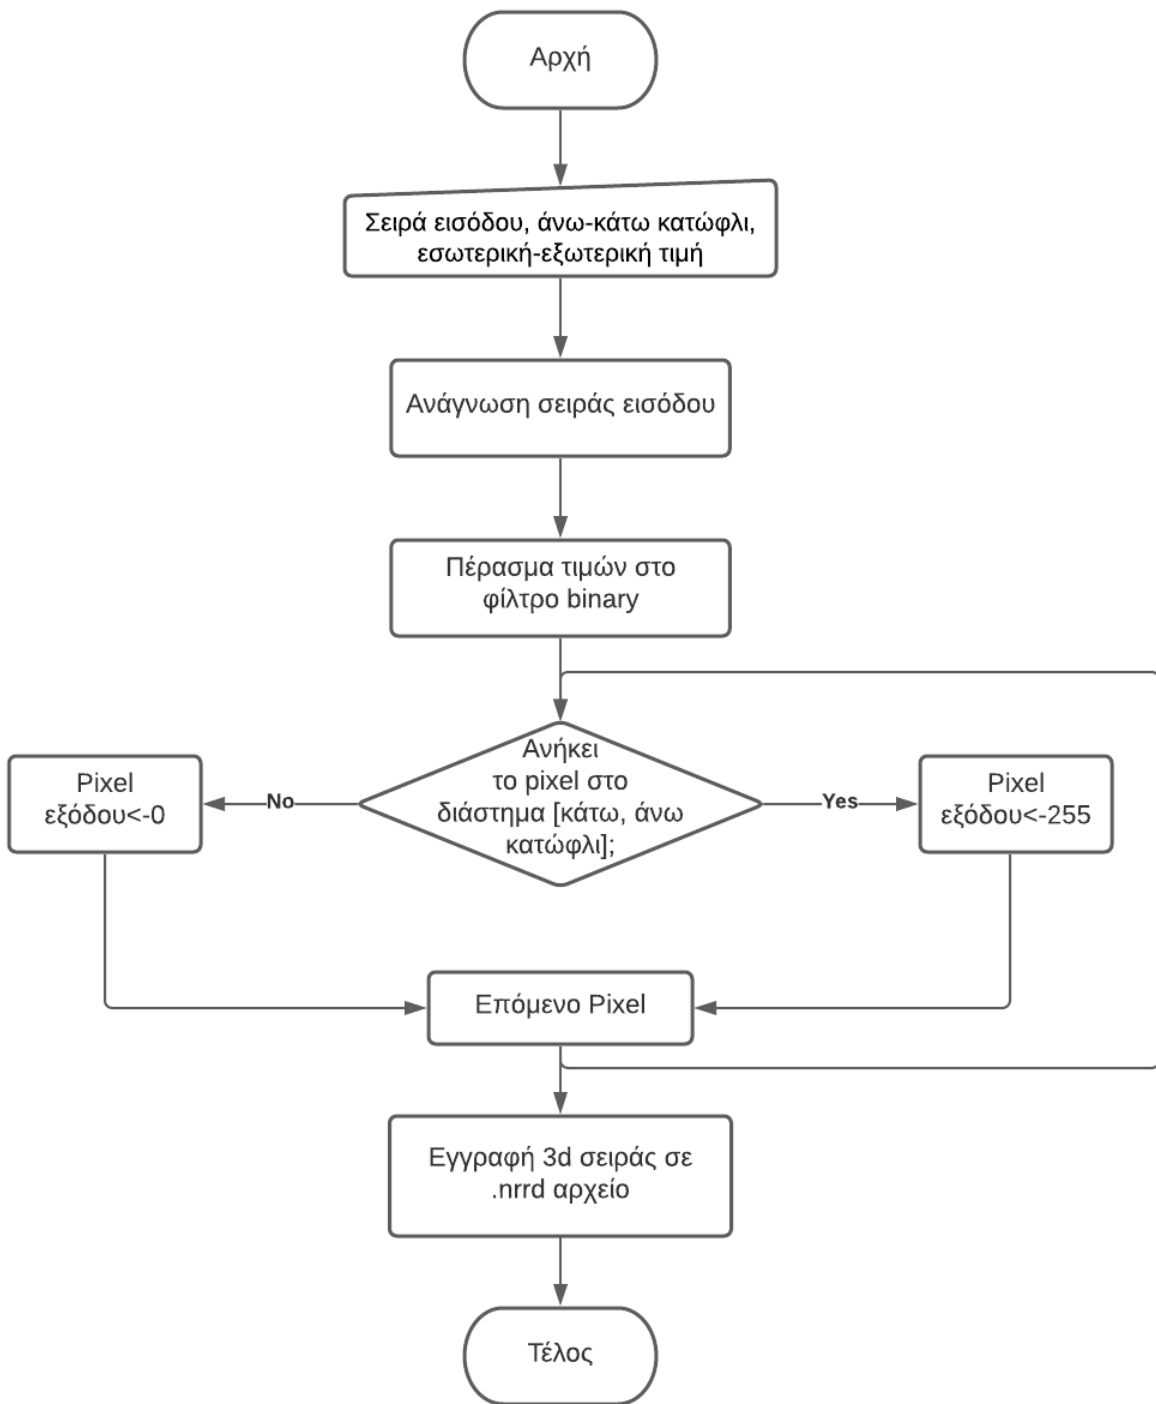 Αρχή
Σειρά εισόδου, άνω-κάτω κατώφλι,
εσωτερική-εξωτερική τιμή
Ανάγνωση σειράς εισόδου
Πέρασμα τιμών στο
φίλτρο binary
Ανήκει
το pixel στο
διάστημα [κάτω, άνω
κατώφλι];
No
Yes
Pixel
εξόδου<-0
Pixel
εξόδου<-255
Επόμενο Pixel
Εγγραφή 3d σειράς σε
.nrrd αρχείο
Τέλος